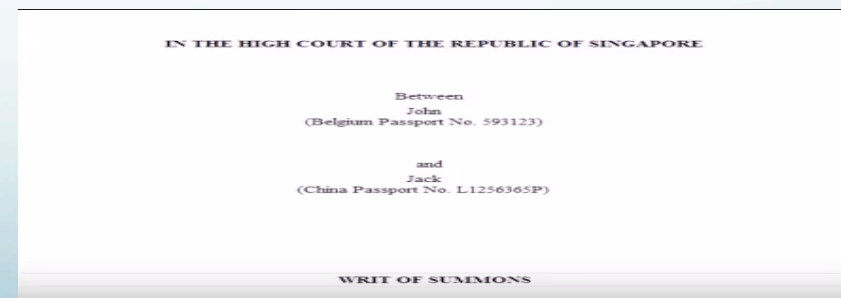 IN THE HIGH COURT OF THE REPUBLIC OF SINGAPORE
Between
John
(Belgium Passport No. 593123)
and
Jack
(China Passport No. L1256365P)
WRIT OF SUMMONS